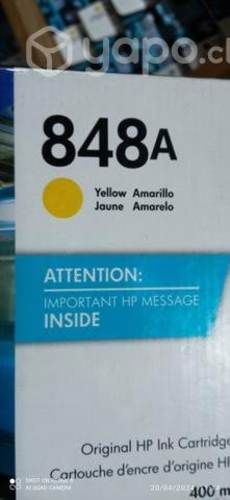 yapo.cl
848A
Yellow Amarillo
Jaune Amarelo
ATTENTION:
IMPORTANT HP MESSAGE
INSIDE
Original HP Ink Cartridge
Cartouche d'encre d'origine HP
400 m